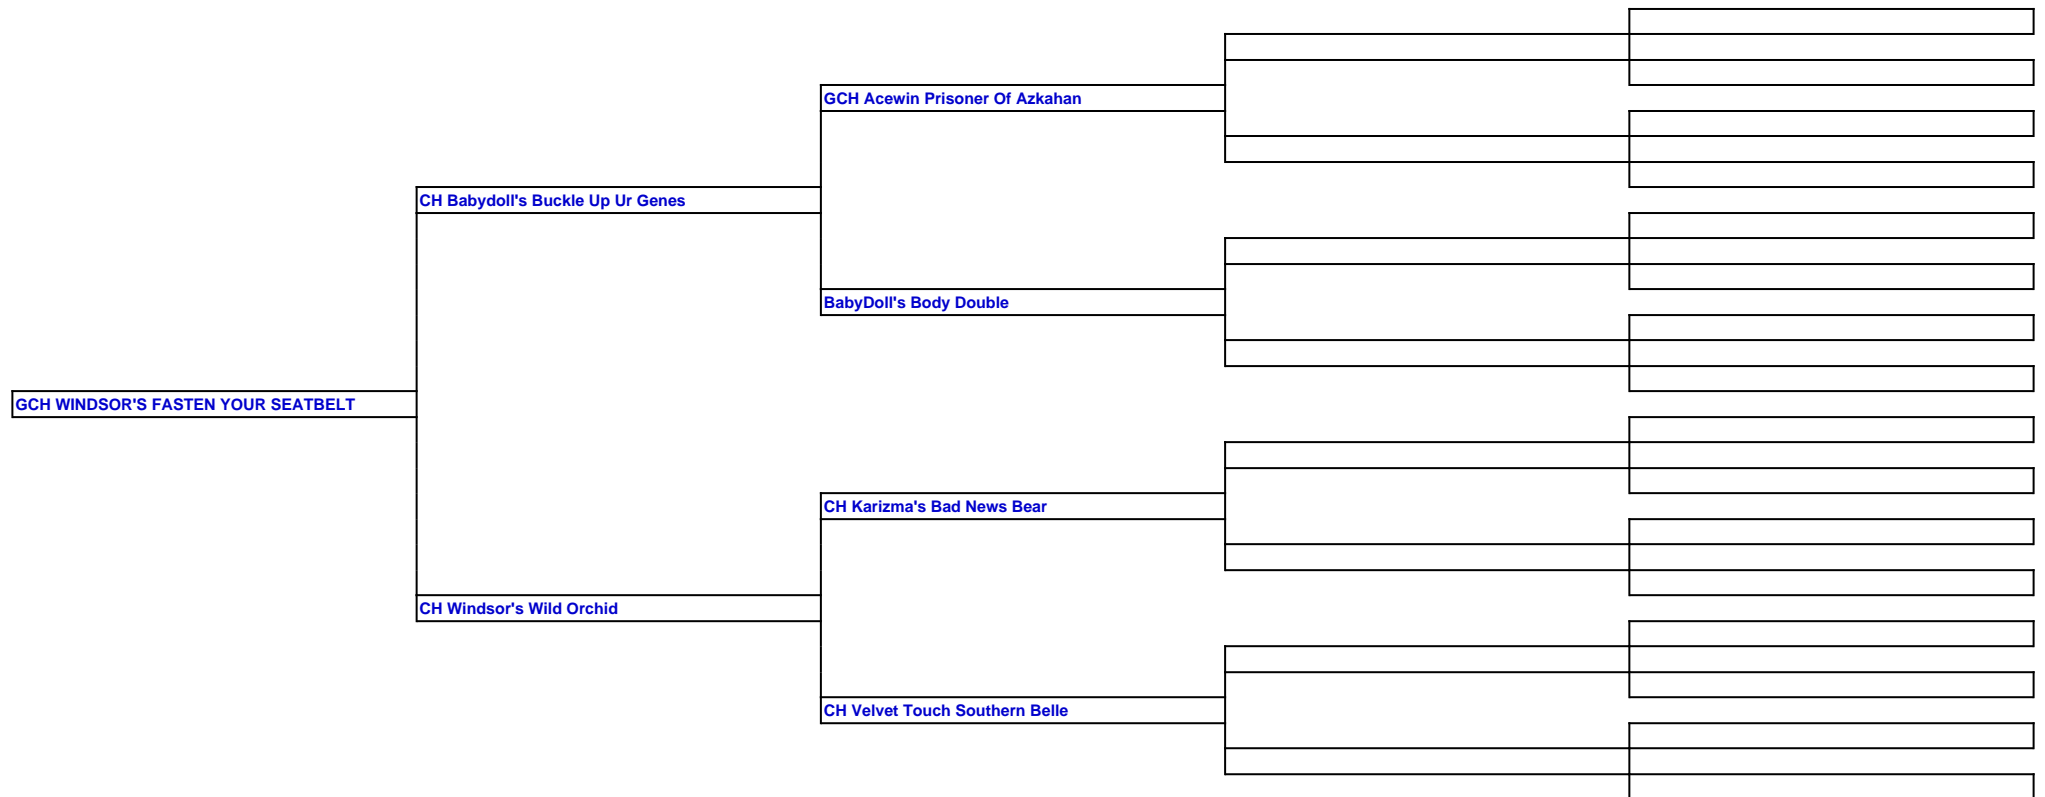 GCH Acewin Prisoner Of Azkahan
CH Babydoll's Buckle Up Ur Genes
BabyDoll's Body Double
GCH WINDSOR'S FASTEN YOUR SEATBELT
CH Karizma's Bad News Bear
CH Windsor's Wild Orchid
CH Velvet Touch Southern Belle